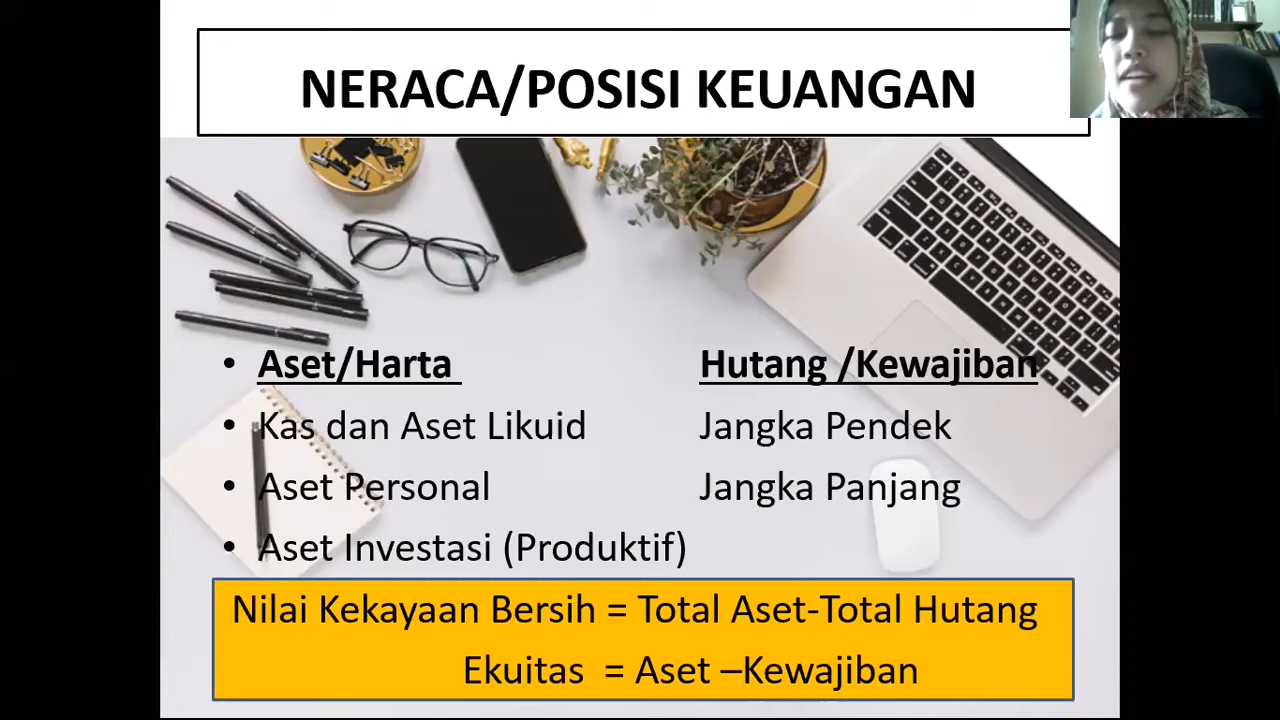 NERACA/POSISI KEUANGAN
• Aset/Harta Hutang /Kewajiban
• Kas dan Aset Likuid Jangka Pendek
• Aset Personal Jangka Panjang
• Aset Investasi (Produktif)
Nilai Kekayaan Bersih = Total Aset-Total Hutang
Ekuitas = Aset –Kewajiban